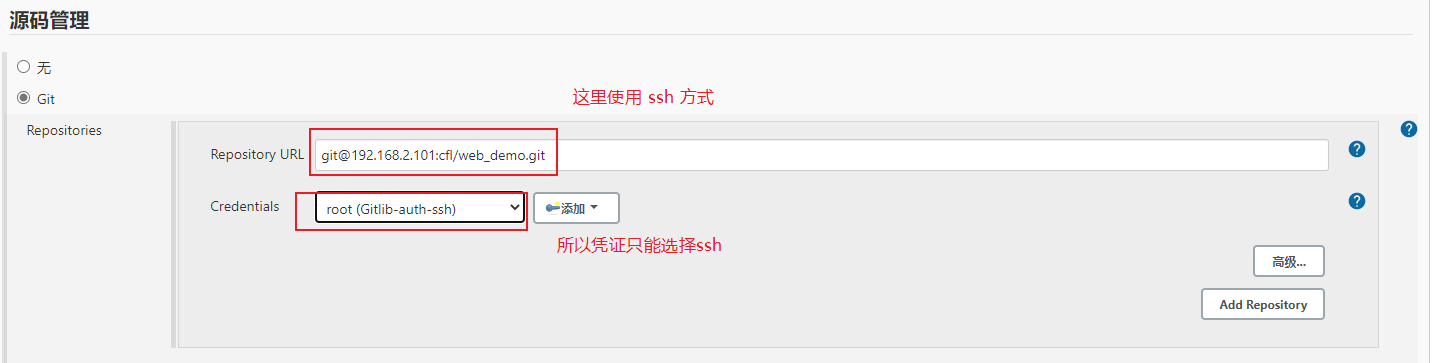 源码管理
无
Git
这里使用 ssh 方式
Repositories
Repository URL
git@192.168.2.101:cfl/web_demo.git
?
?
Credentials
root (Gitlib-auth-ssh)
添加
?
所以凭证只能选择ssh
高级...
Add Repository